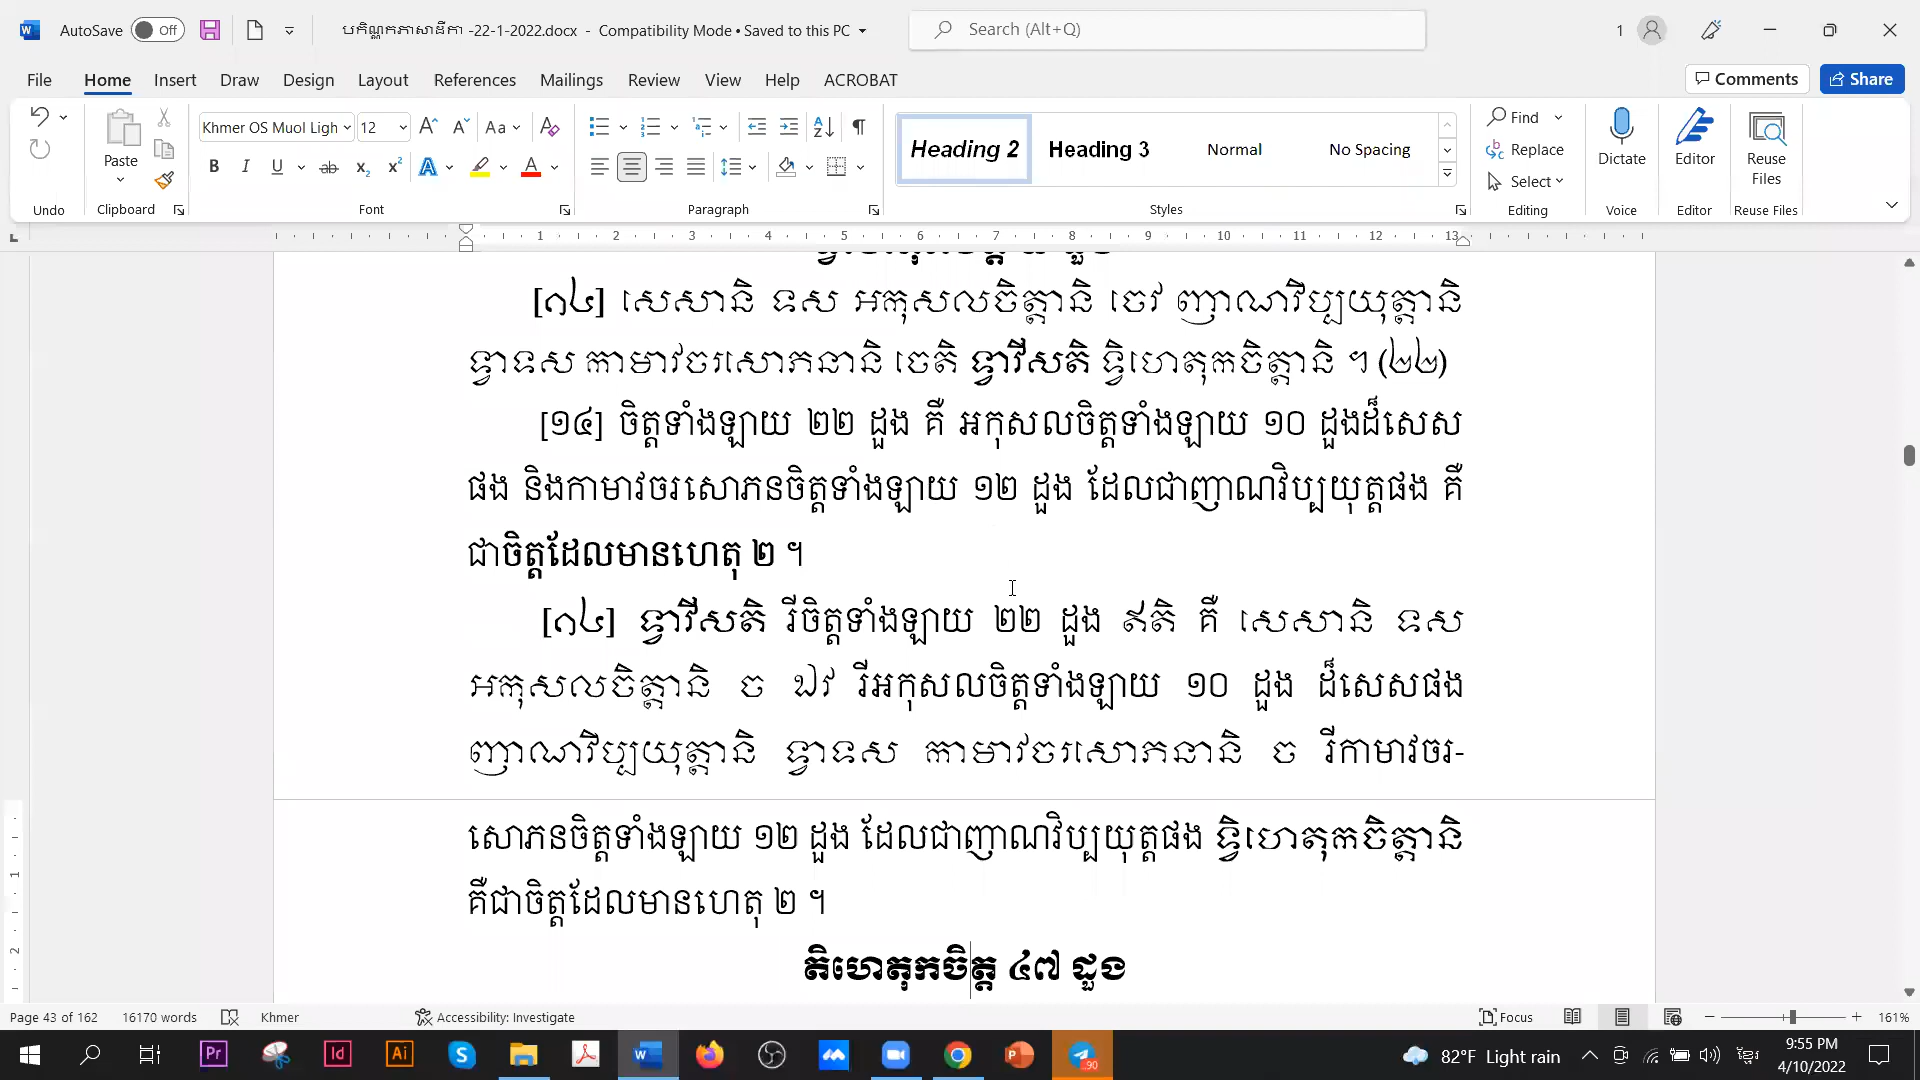 AutoSave Off បកិណ្ណកភាសាដីកា -22-1-2022.docx - Compatibility Mode • Saved to this PC Search (Alt+Q) 1
File Home Insert Draw Design Layout References Mailings Review View Help ACROBAT Comments Share
Khmer OS Muol Ligh 12 Heading 2 Heading 3 Normal No Spacing Find
Paste Replace Dictate Editor Reuse Files
Select
Undo Clipboard Font Paragraph Styles Editing Voice Editor Reuse Files
1 2 3 4 5 6 7 8 9 10 11 12 13
[១៤] សេសានិ ទស អកុសលចិត្តានិ ចេវ ញាណវិប្បយុត្តានិ
ទ្វាទស កាមាវចរសោភនានិ ចេតិ ទ្វាវីសតិ ទ្វិហេតុកចិត្តានិ ។ (២២)
[១៤] ចិត្តទាំងឡាយ ២២ ដួង គឺ អកុសលចិត្តទាំងឡាយ ១០ ដួងដ៏សេស
ផង និងកាមាវចរសោភនចិត្តទាំងឡាយ ១២ ដួង ដែលជាញាណវិប្បយុត្តផង គឺ
ជាចិត្តដែលមានហេតុ ២ ។
[១៤] ទ្វាវីសតិ រីចិត្តទាំងឡាយ ២២ ដួង ឥតិ គឺ សេសានិ ទស
អកុសលចិត្តានិ ច ឯវ រីអកុសលចិត្តទាំងឡាយ ១០ ដួង ដ៏សេសផង
ញាណវិប្បយុត្តានិ ទ្វាទស កាមាវចរសោភនានិ ច រីកាមាវចរ-
សោភនចិត្តទាំងឡាយ ១២ ដួង ដែលជាញាណវិប្បយុត្តផង ទ្វិហេតុកចិត្តានិ
គឺជាចិត្តដែលមានហេតុ ២ ។
តិហេតុកចិត្ត ៤៧ ដួង
Page 43 of 162 16170 words Khmer Accessibility: Investigate Focus 161%
82°F Light rain 9:55 PM
4/10/2022